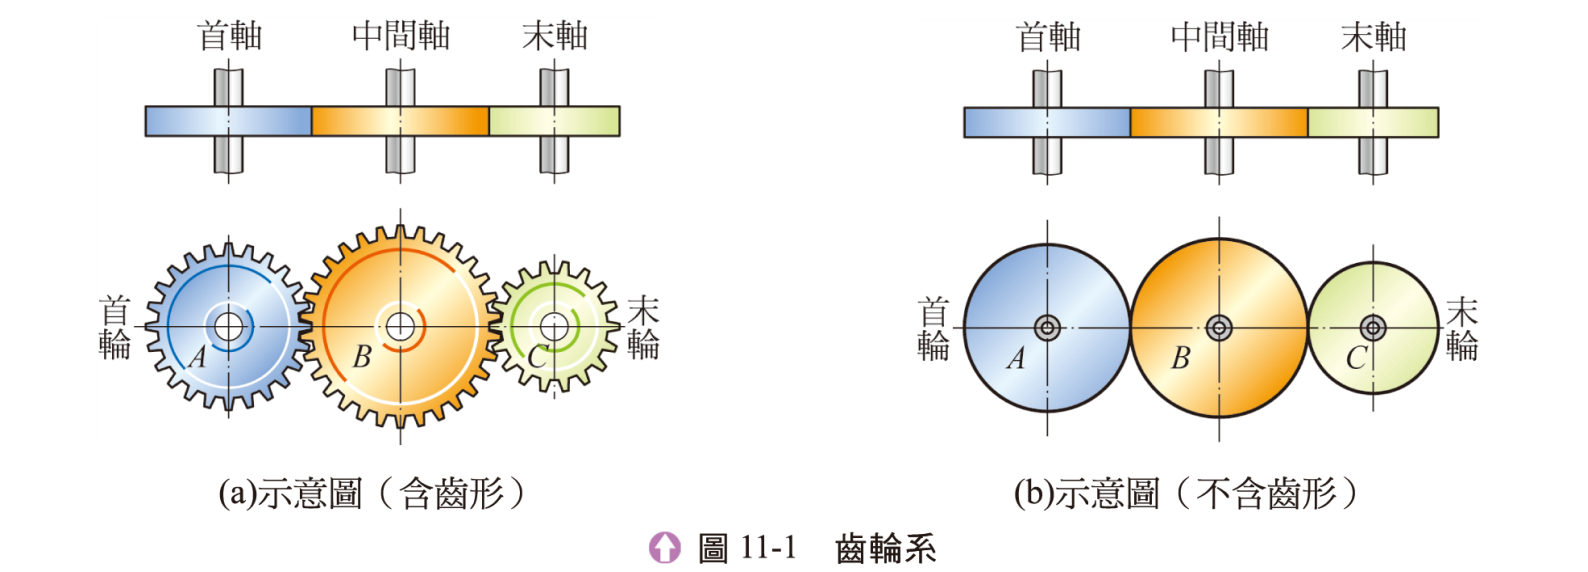 首軸 中間軸 末軸
首輪 A B C 末輪
(a)示意圖（含齒形）
首軸 中間軸 末軸
首輪 A B C 末輪
(b)示意圖（不含齒形）
圖 11-1 齒輪系